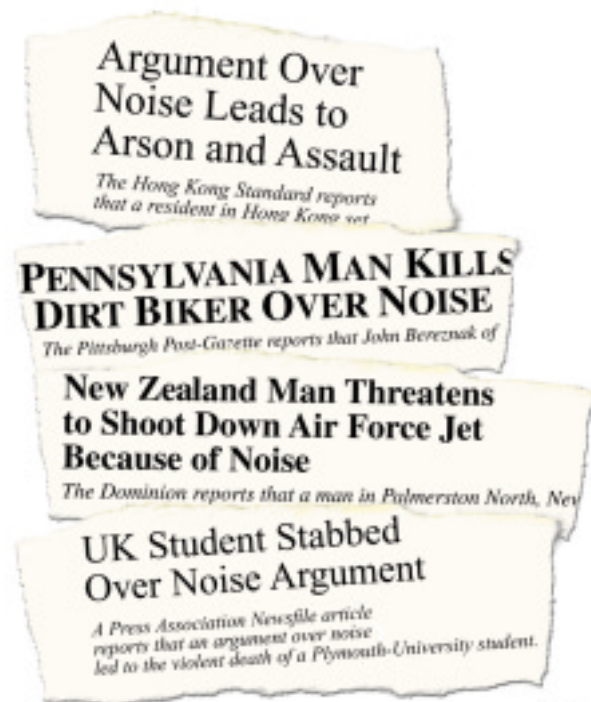 Argument Over
Noise Leads to
Arson and Assault
The Hong Kong Standard reports
that a resident in Hong Kong set
PENNSYLVANIA MAN KILLS
DIRT BIKER OVER NOISE
The Pittsburgh Post-Gazette reports that John Bereznak of
New Zealand Man Threatens
to Shoot Down Air Force Jet
Because of Noise
The Dominion reports that a man in Palmerston North, New
UK Student Stabbed
Over Noise Argument
A Press Association Newsfile article
reports that an argument over noise
led to the violent death of a Plymouth-University student.